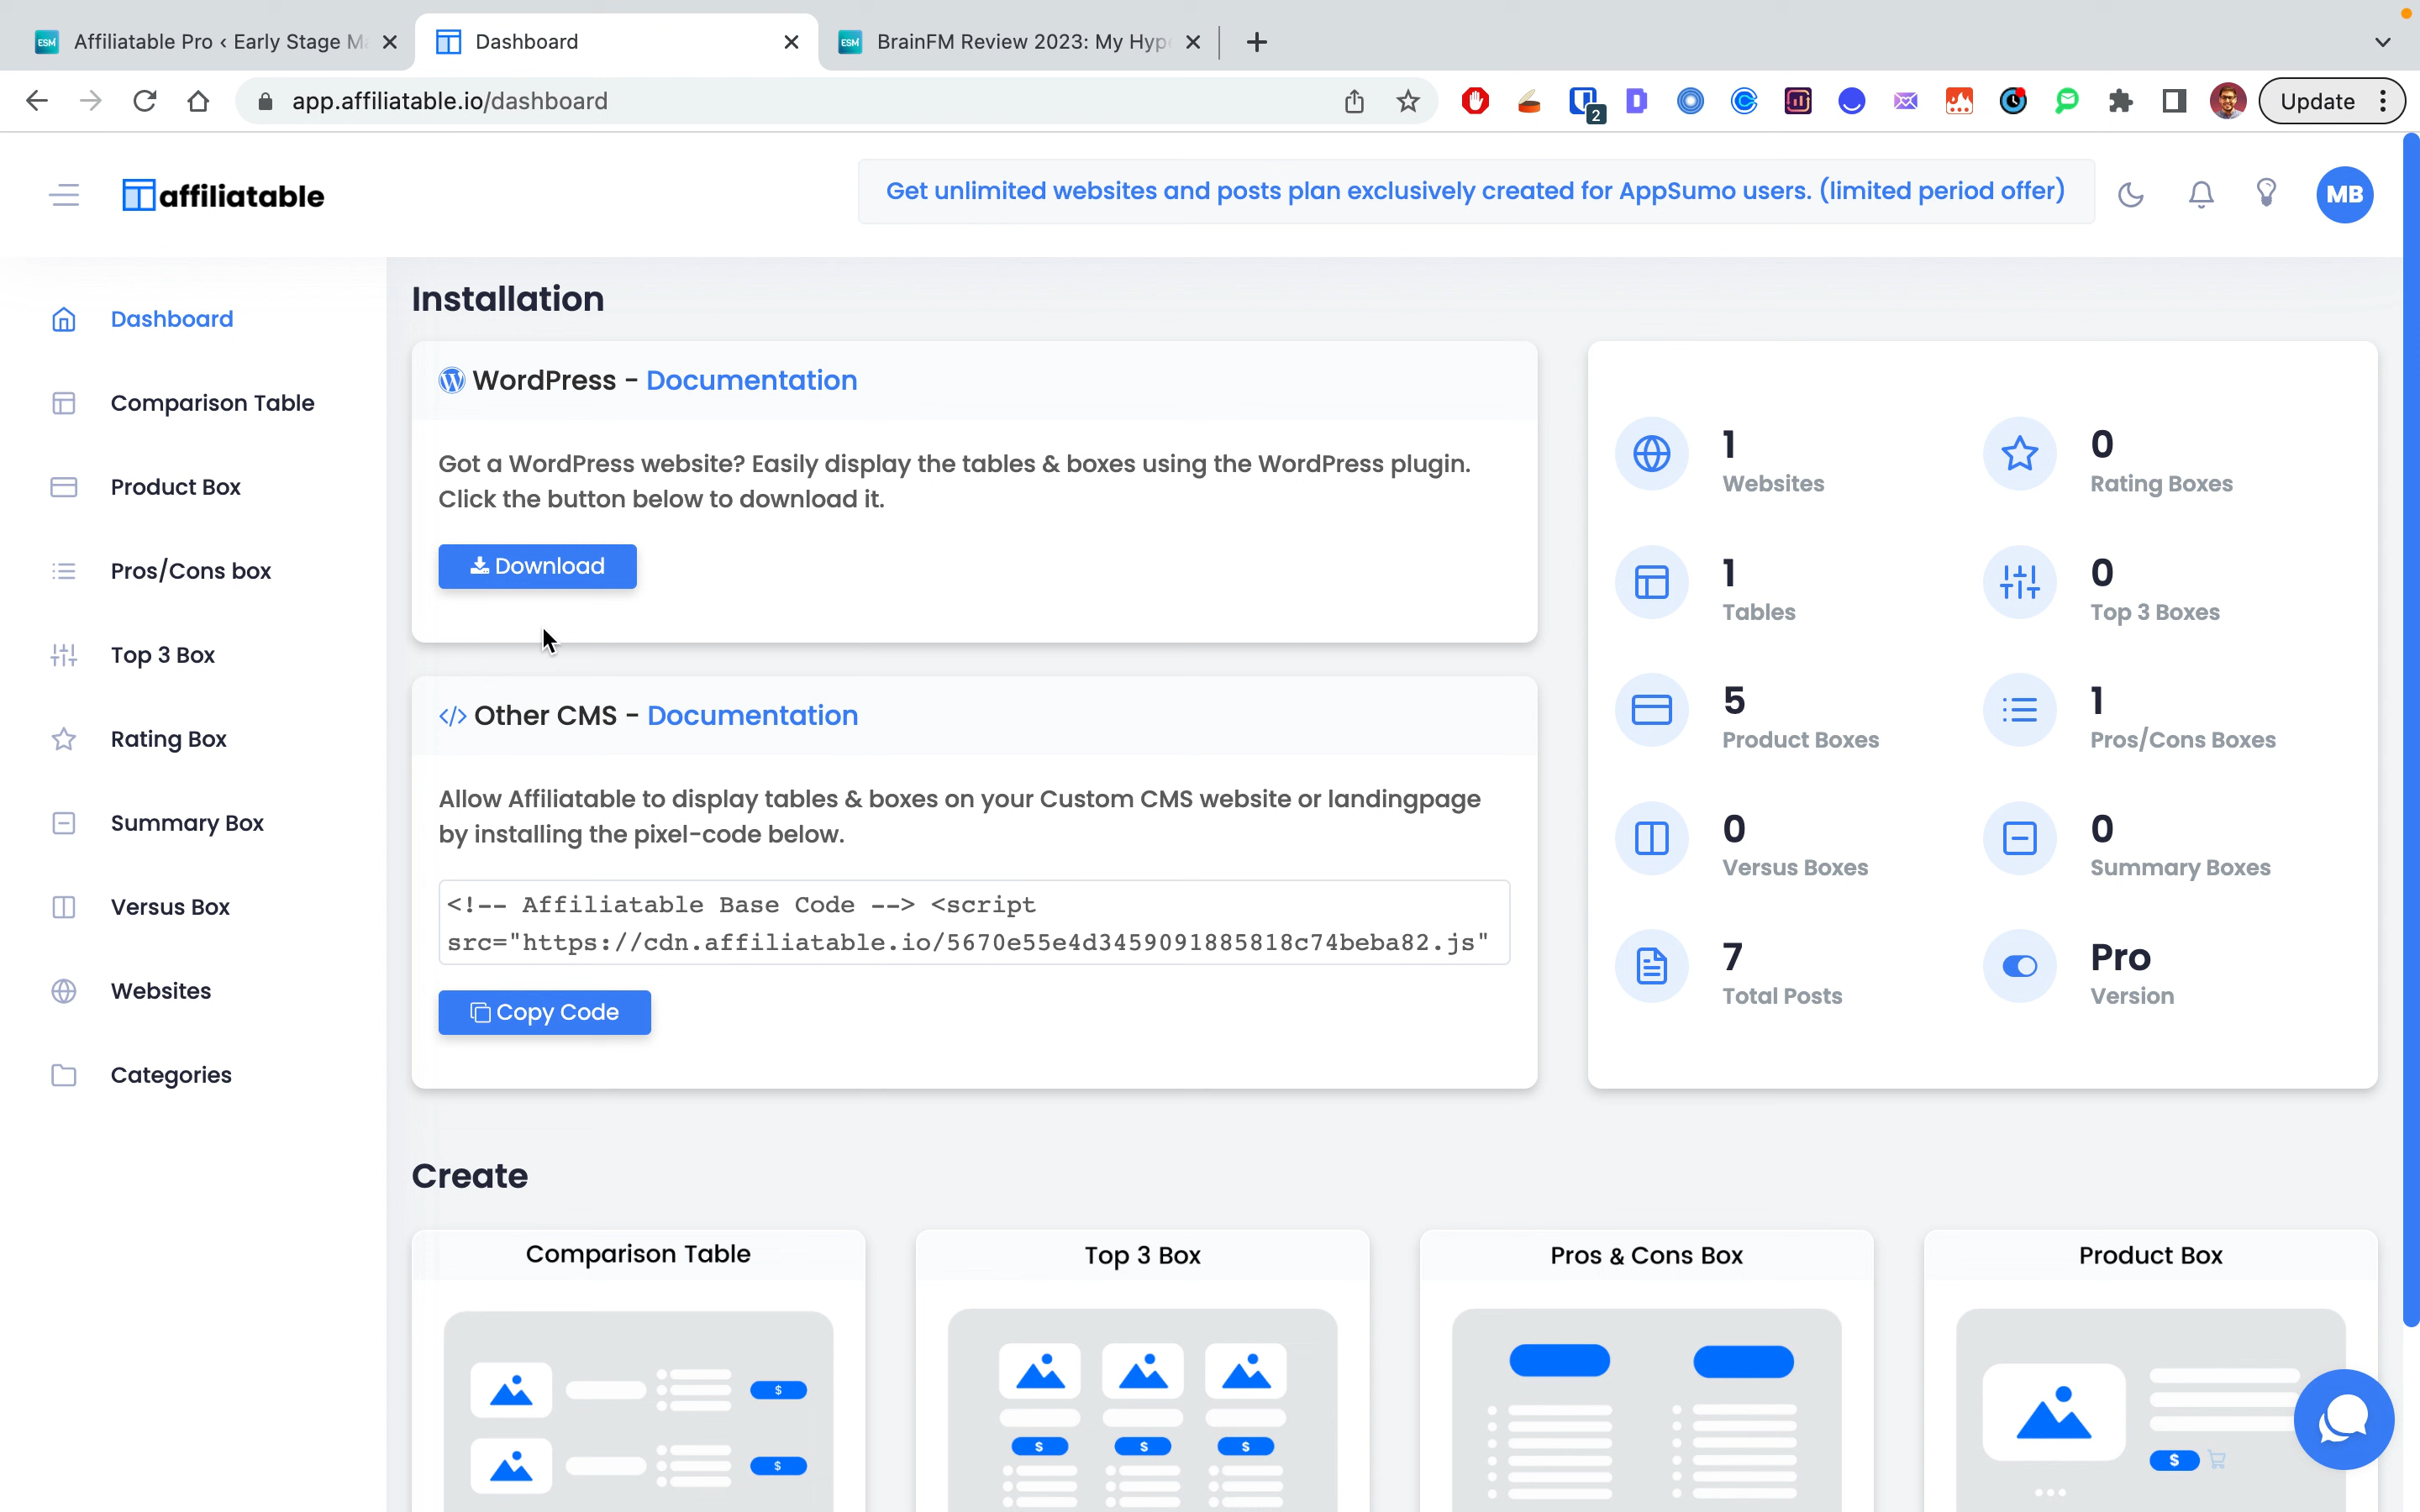 Affiliatable Pro ‹ Early Stage Ma
Dashboard
BrainFM Review 2023: My Hyp
app.affiliatable.io/dashboard
2
Update
affiliatable
Get unlimited websites and posts plan exclusively created for AppSumo users. (limited period offer)
MB
Dashboard
Comparison Table
Product Box
Pros/Cons box
Top 3 Box
Rating Box
Summary Box
Versus Box
Websites
Categories
Installation
WordPress - Documentation
Got a WordPress website? Easily display the tables & boxes using the WordPress plugin.
Click the button below to download it.
Download
Other CMS - Documentation
Allow Affiliatable to display tables & boxes on your Custom CMS website or landingpage
by installing the pixel-code below.
<!-- Affiliatable Base Code --> <script
src="https://cdn.affiliatable.io/5670e55e4d3459091885818c74beba82.js"
Copy Code
1
Websites
0
Rating Boxes
1
Tables
0
Top 3 Boxes
5
Product Boxes
1
Pros/Cons Boxes
0
Versus Boxes
0
Summary Boxes
7
Total Posts
Pro
Version
Create
Comparison Table
Top 3 Box
Pros & Cons Box
Product Box
$
$
$
$
$
$